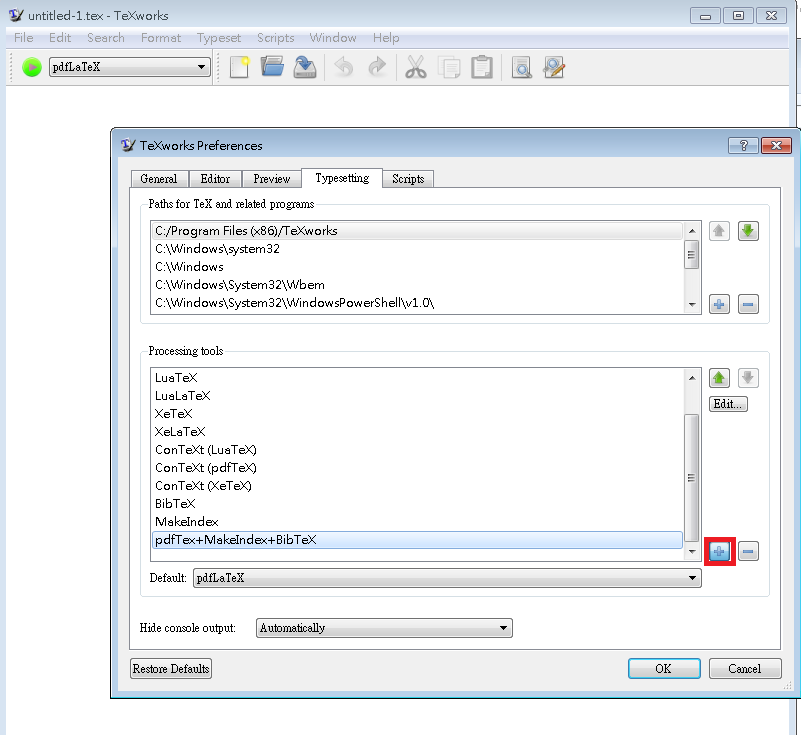 untitled-1.tex - TeXworks
File Edit Search Format Typeset Scripts Window Help
pdfLaTeX
TeXworks Preferences
?
General Editor Preview Typesetting Scripts
Paths for TeX and related programs
C:/Program Files (x86)/TeXworks
C:\Windows\system32
C:\Windows
C:\Windows\System32\Wbem
C:\Windows\System32\WindowsPowerShell\v1.0\
Processing tools
LuaTeX
LuaLaTeX
XeTeX
XeLaTeX
ConTeXt (LuaTeX)
ConTeXt (pdfTeX)
ConTeXt (XeTeX)
BibTeX
MakeIndex
pdfTex+MakeIndex+BibTeX
Edit...
Default: pdfLaTeX
Hide console output: Automatically
Restore Defaults OK Cancel